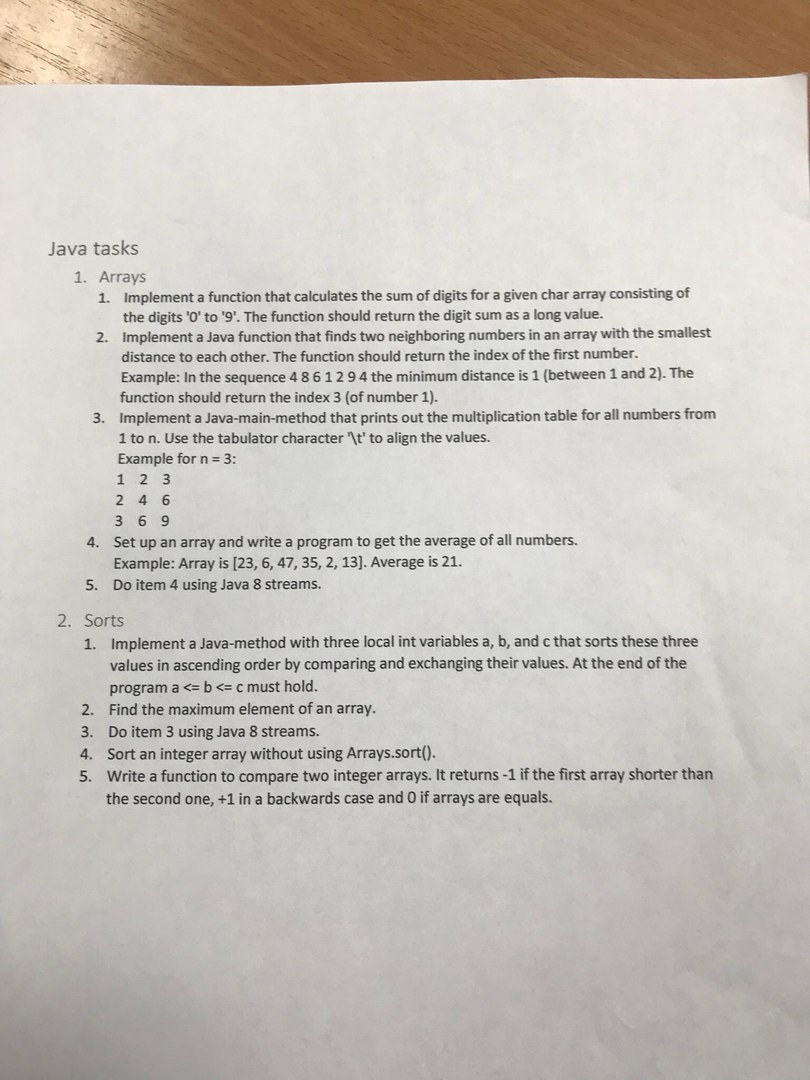 Java tasks
1. Arrays
1. Implement a function that calculates the sum of digits for a given char array consisting of
the digits '0' to '9'. The function should return the digit sum as a long value.
2. Implement a Java function that finds two neighboring numbers in an array with the smallest
distance to each other. The function should return the index of the first number.
Example: In the sequence 4 8 6 1 2 9 4 the minimum distance is 1 (between 1 and 2). The
function should return the index 3 (of number 1).
3. Implement a Java-main-method that prints out the multiplication table for all numbers from
1 to n. Use the tabulator character '\t' to align the values.
Example for n = 3:
1 2 3
2 4 6
3 6 9
4. Set up an array and write a program to get the average of all numbers.
Example: Array is [23, 6, 47, 35, 2, 13]. Average is 21.
5. Do item 4 using Java 8 streams.
2. Sorts
1. Implement a Java-method with three local int variables a, b, and c that sorts these three
values in ascending order by comparing and exchanging their values. At the end of the
program a <= b <= c must hold.
2. Find the maximum element of an array.
3. Do item 3 using Java 8 streams.
4. Sort an integer array without using Arrays.sort().
5. Write a function to compare two integer arrays. It returns -1 if the first array shorter than
the second one, +1 in a backwards case and 0 if arrays are equals.